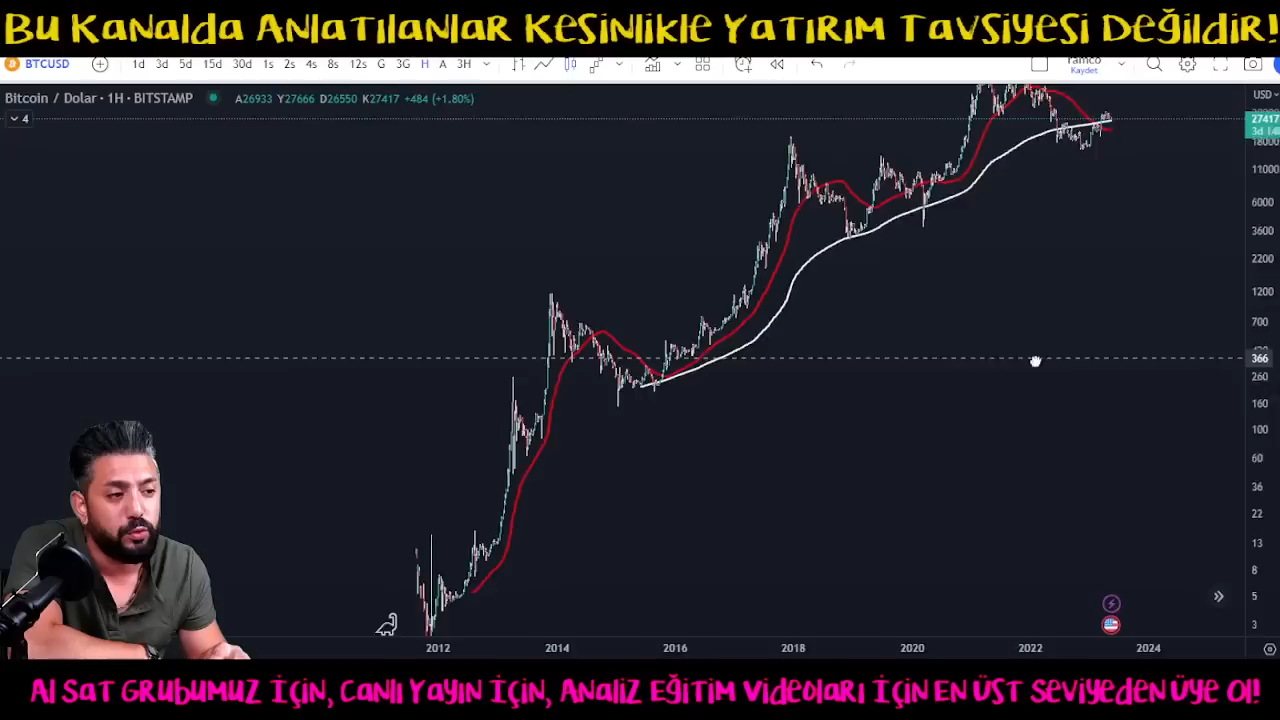 Bu Kanalda Anlatılanlar Kesinlikle Yatırım Tavsiyesi Değildir!
BTCUSD 1d 3d 5d 15d 30d 1s 2s 4s 8s 12s G 3G H A 3H
ramco
Kaydet
Bitcoin / Dolar · 1H · BITSTAMP A26933 Y27666 D26550 K27417 +484 (+1.80%)
USD
4
27417
18000
11000
6000
3600
2200
1200
700
366
260
160
100
60
36
22
13
8
5
3
2012 2014 2016 2018 2020 2022 2024
Al Sat Grubumuz İçin, Canlı Yayın İçin, Analiz Eğitim Videoları İçin En Üst Seviyeden Üye Ol!